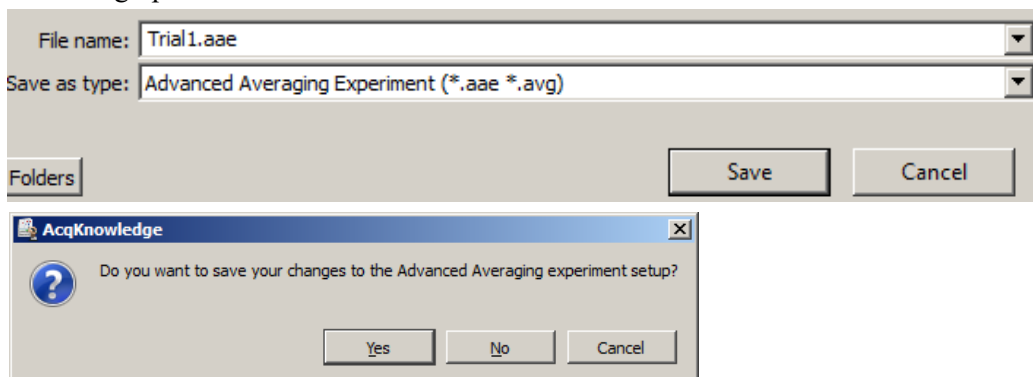 File name: Trial1.aae
Save as type: Advanced Averaging Experiment (*.aae *.avg)
Folders Save Cancel
AcqKnowledge
Do you want to save your changes to the Advanced Averaging experiment setup?
Yes No Cancel